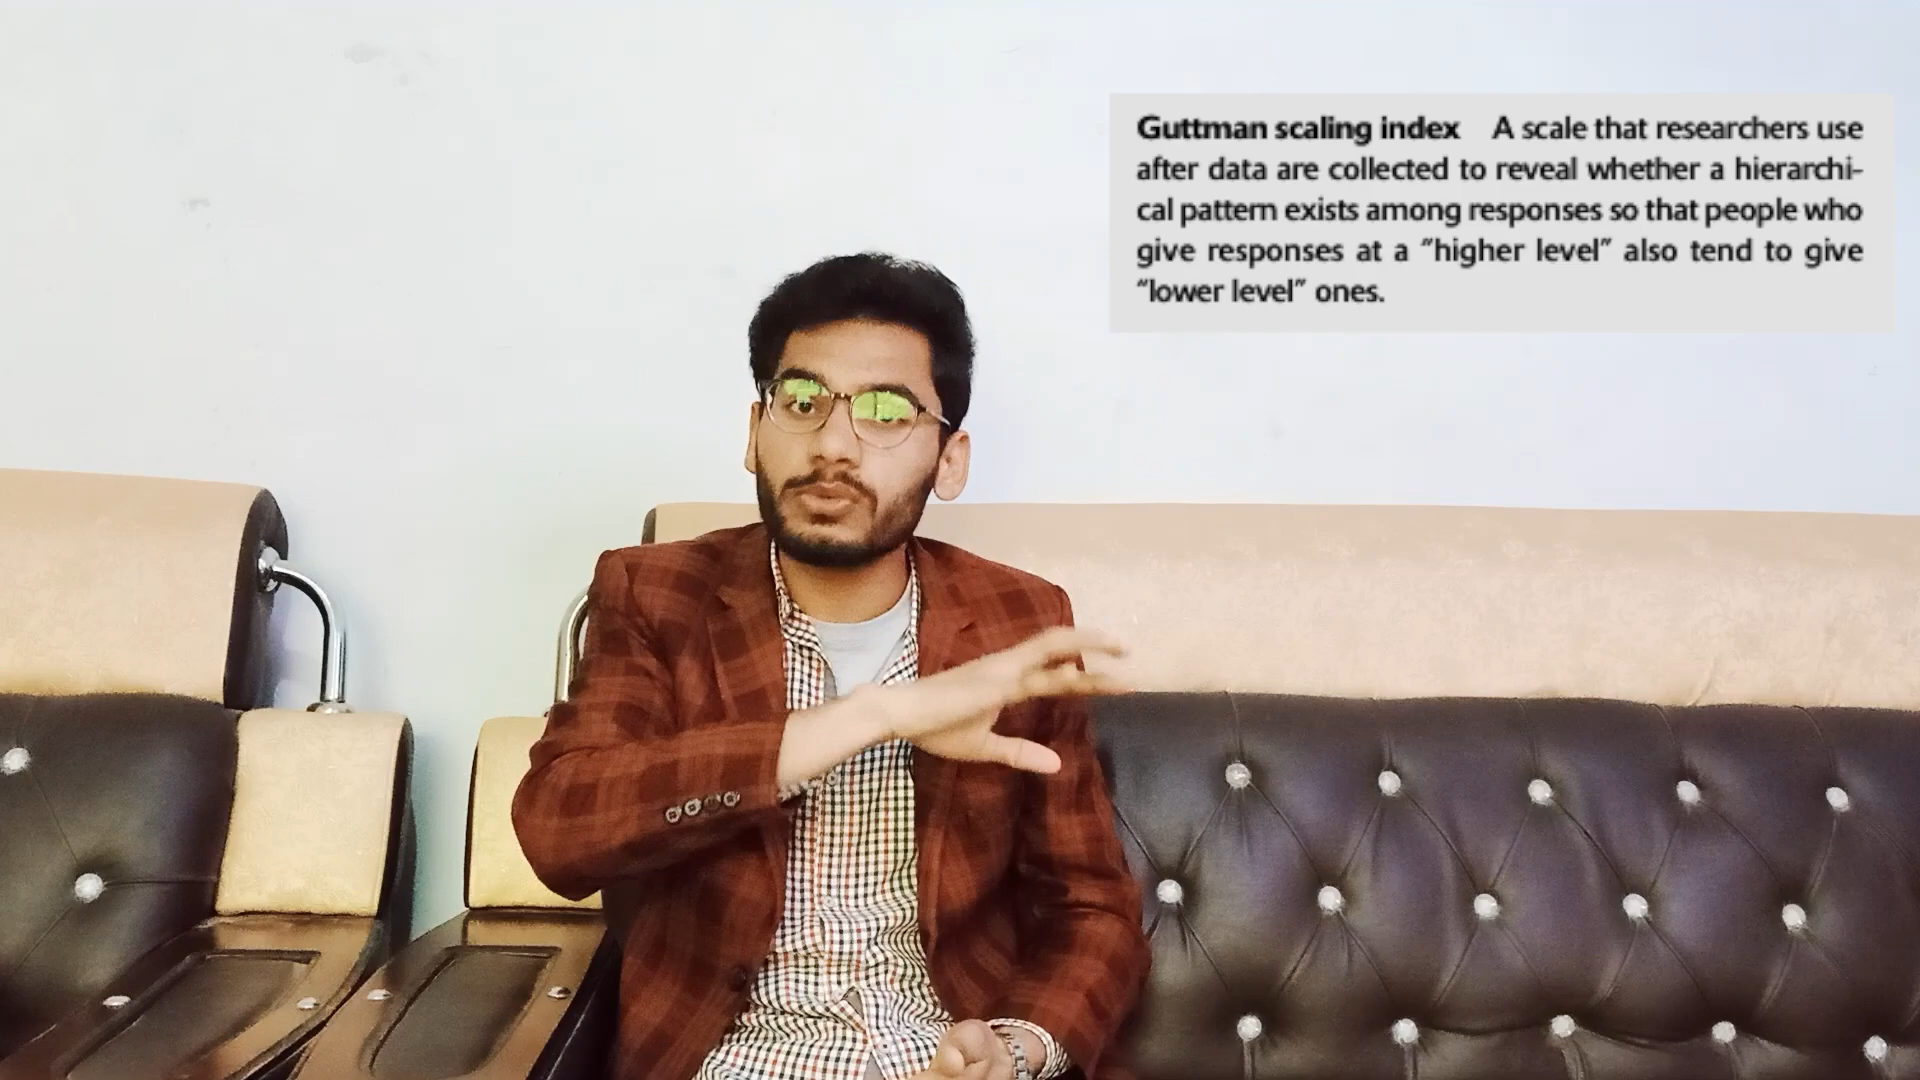 Guttman scaling index A scale that researchers use
after data are collected to reveal whether a hierarchi-
cal pattern exists among responses so that people who
give responses at a “higher level” also tend to give
“lower level” ones.